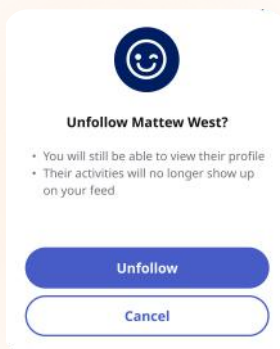 Unfollow Mattew West?
• You will still be able to view their profile
• Their activities will no longer show up
on your feed
Unfollow
Cancel